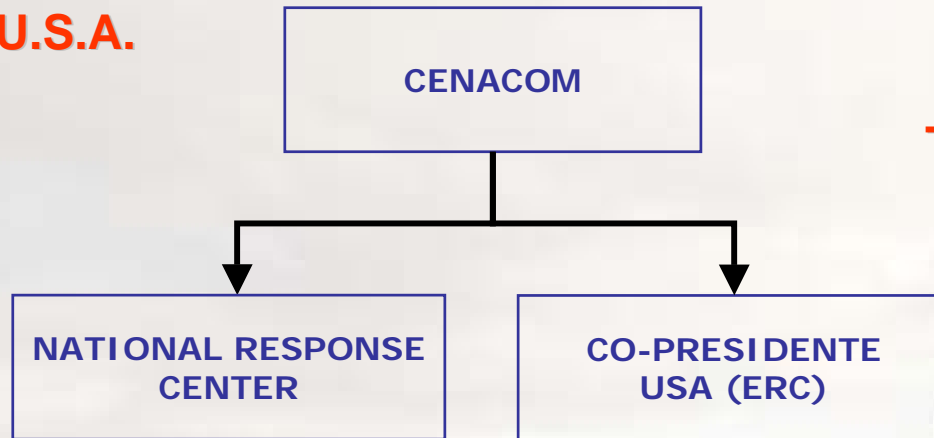 U.S.A.
CENACOM
NATIONAL RESPONSE
CENTER
CO-PRESIDENTE
USA (ERC)